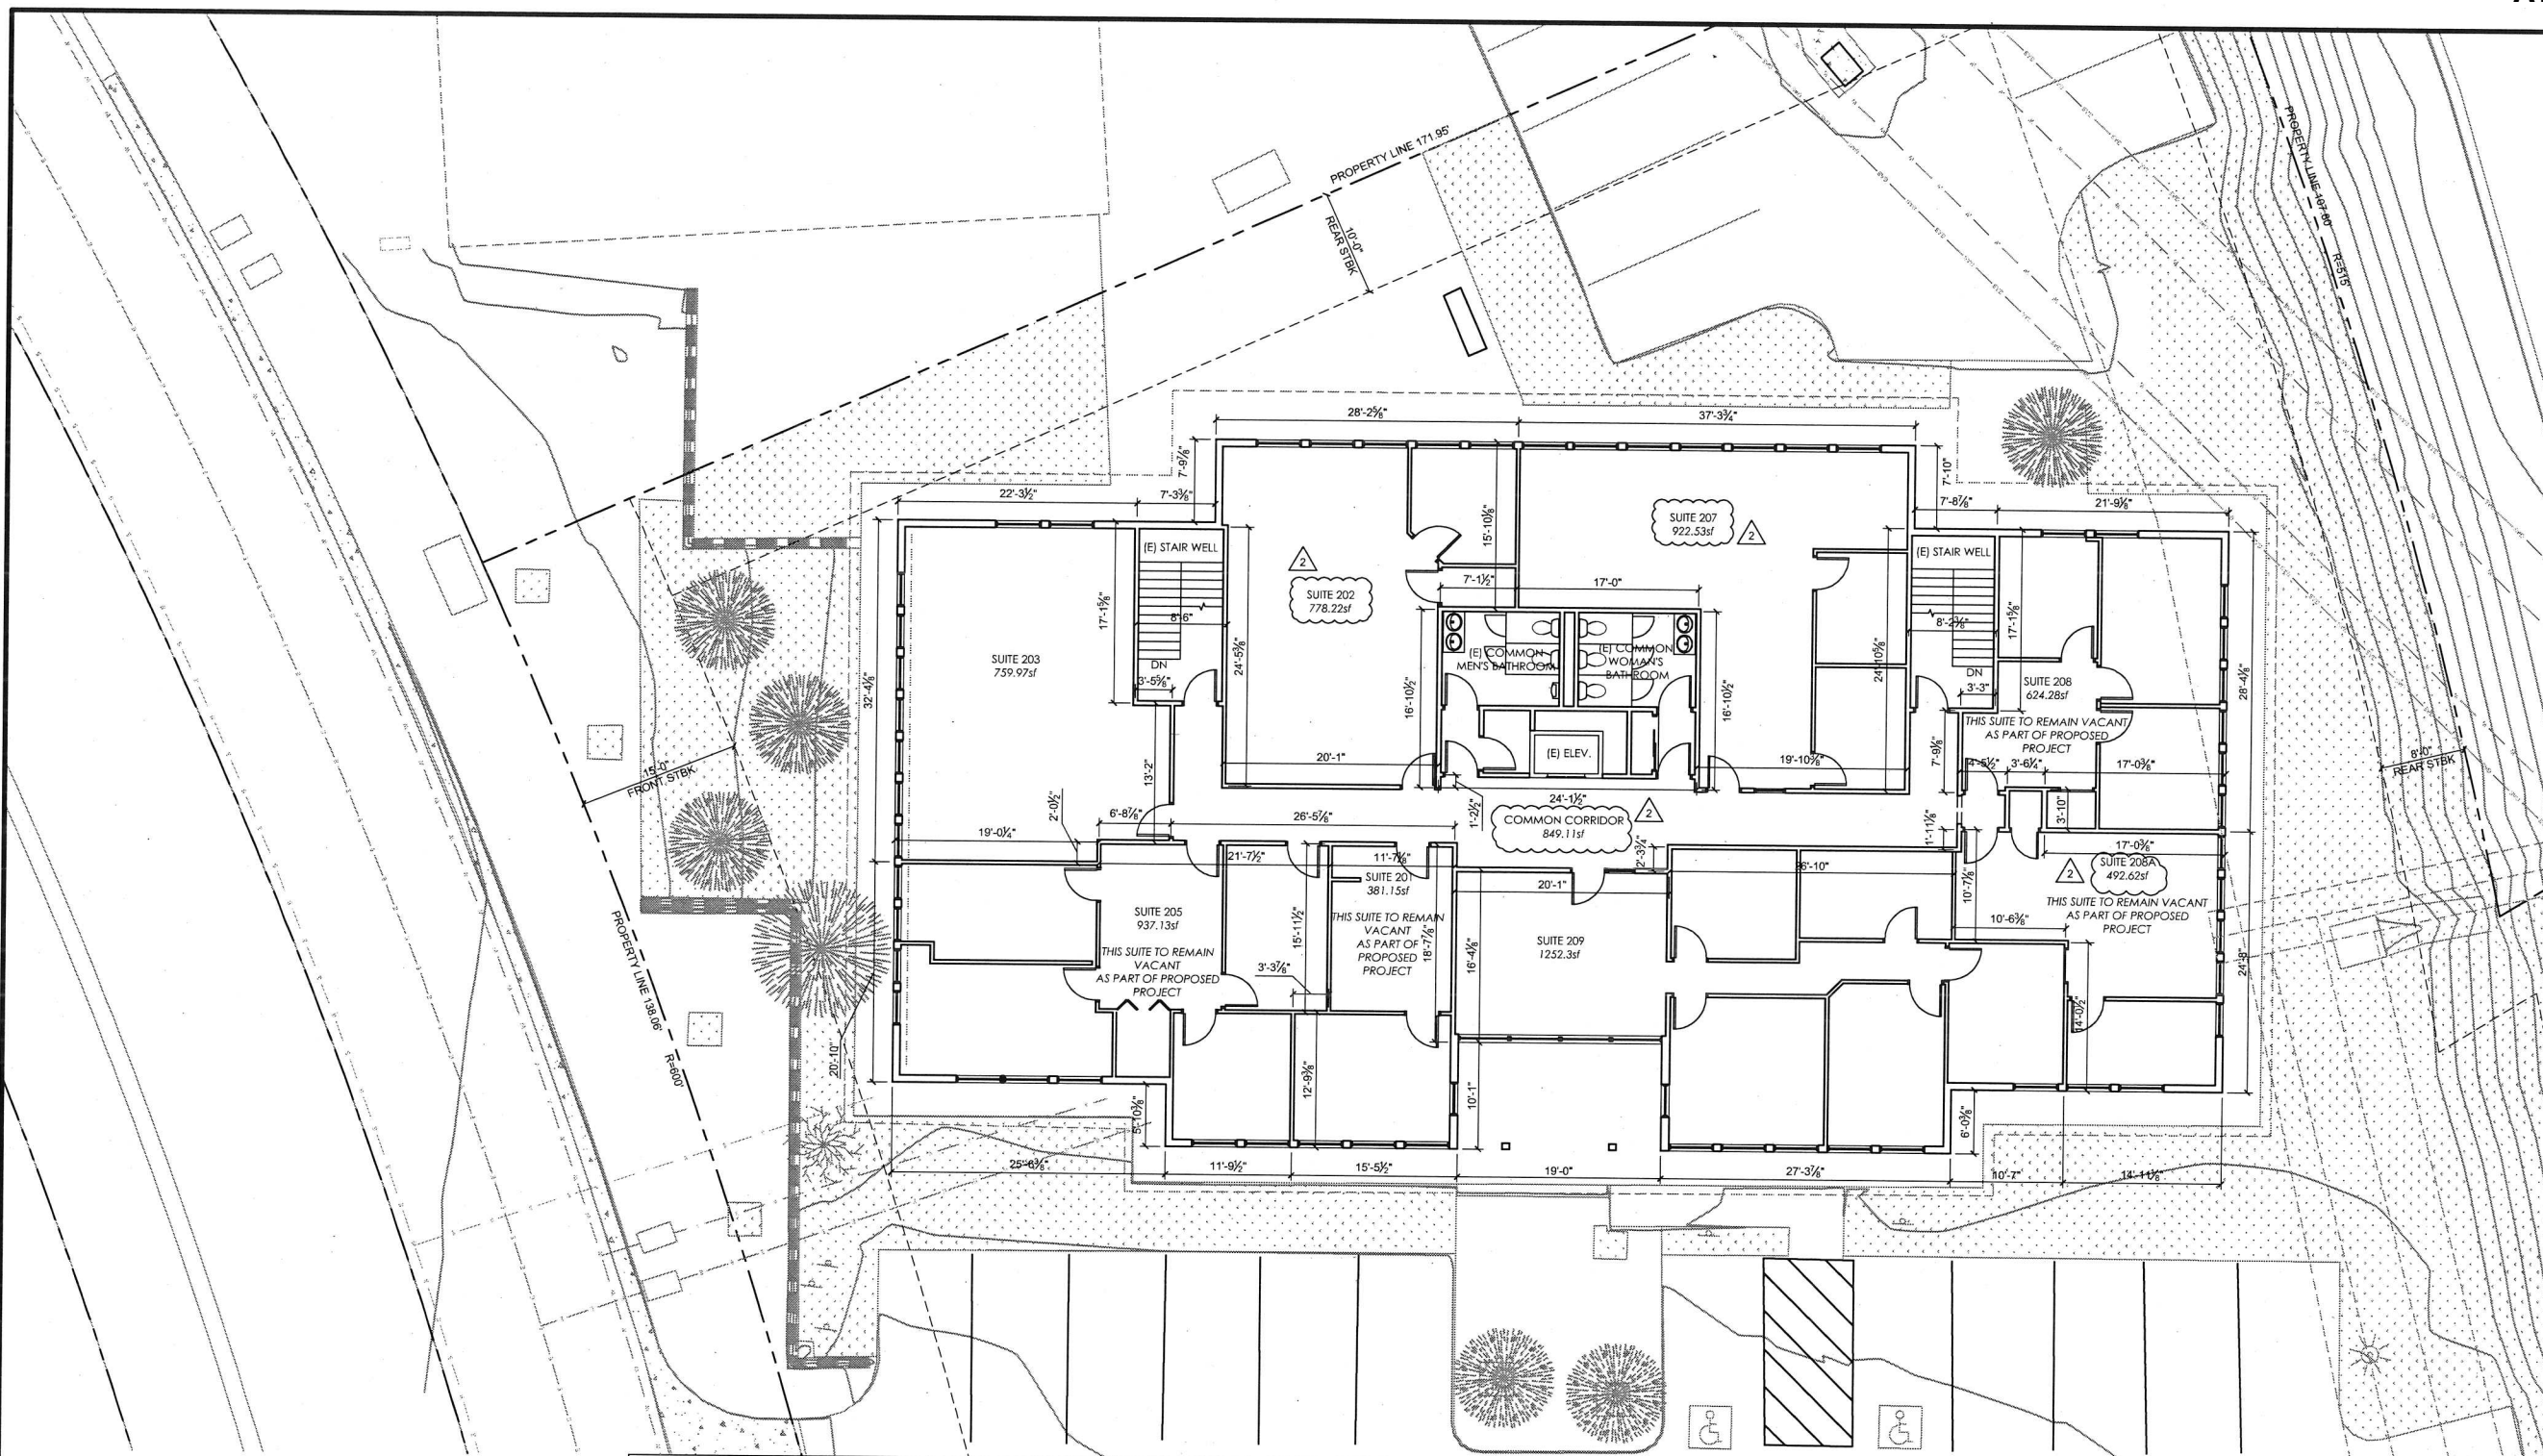 PROPERTY LINE 171.95'
10'-0"
REAR STBK
PROPERTY LINE 107.60'
R=515'
28'-2⅝"
37'-3¾"
7'-9⅞"
7'-10"
22'-3½"
7'-3⅜"
7'-8⅞"
21'-9⅛"
(E) STAIR WELL
15'-10⅛"
SUITE 207
922.53sf
2
(E) STAIR WELL
2
SUITE 202
778.22sf
7'-1½"
17'-0"
17'-1⅝"
8'-6"
17'-1⅝"
8'-2⅜"
SUITE 203
759.97sf
DN
3'-5⅝"
24'-5⅜"
(E) COMMON
MEN'S BATHROOM
(E) COMMON
WOMAN'S
BATHROOM
24'-10⅝"
DN
3'-3"
SUITE 208
624.28sf
THIS SUITE TO REMAIN VACANT
AS PART OF PROPOSED
PROJECT
28'-4⅛"
32'-4⅛"
16'-10½"
16'-10½"
(E) ELEV.
7'-9⅛"
15'-0"
FRONT STBK
13'-2"
20'-1"
19'-10⅜"
4'-5½"
3'-6¼"
17'-0⅜"
8'-0"
REAR STBK
2'-0½"
6'-8⅞"
26'-5⅞"
1'-2½"
24'-1½"
COMMON CORRIDOR
849.11sf
2
3'-10"
1'-11⅛"
19'-0¼"
21'-7½"
11'-7⅛"
2'-3¾"
6'-10"
17'-0⅜"
SUITE 201
381.15sf
THIS SUITE TO REMAIN
VACANT
AS PART OF
PROPOSED
PROJECT
20'-1"
10'-7⅛"
2
SUITE 208A
492.62sf
THIS SUITE TO REMAIN VACANT
AS PART OF PROPOSED
PROJECT
SUITE 205
937.13sf
THIS SUITE TO REMAIN
VACANT
AS PART OF PROPOSED
PROJECT
15'-11½"
18'-7⅞"
16'-4⅛"
SUITE 209
1252.3sf
10'-6⅝"
3'-3⅞"
24'-8"
14'-0½"
PROPERTY LINE 138.06'
R=600'
20'-10"
12'-9⅜"
10'-1"
5'-10⅜"
6'-0⅜"
25'-6⅜"
11'-9½"
15'-5½"
19'-0"
27'-3⅞"
10'-7"
14'-11⅛"